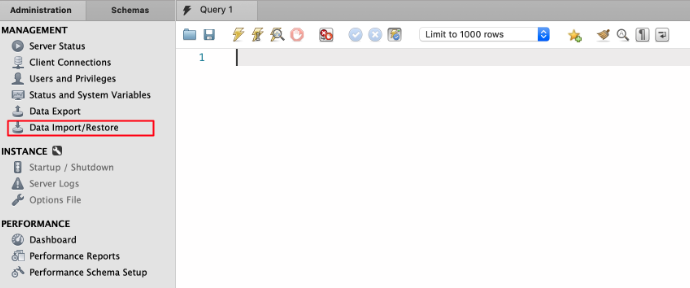 Administration Schemas Query 1
MANAGEMENT
Server Status
Client Connections
Users and Privileges
Status and System Variables
Data Export
Data Import/Restore
INSTANCE
Startup / Shutdown
Server Logs
Options File
PERFORMANCE
Dashboard
Performance Reports
Performance Schema Setup
Limit to 1000 rows
1